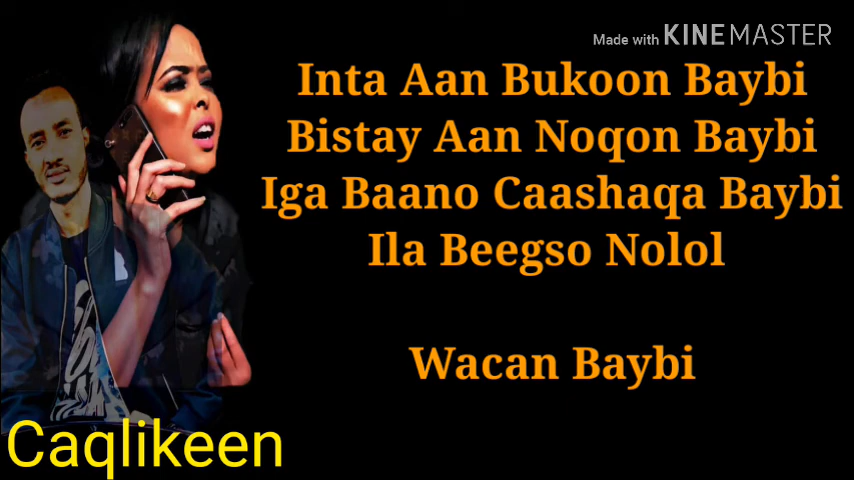 Made with KINEMASTER
Inta Aan Bukoon Baybi
Bistay Aan Noqon Baybi
Iga Baano Caashaqa Baybi
Ila Beegso Nolol
Wacan Baybi
Caqlikeen